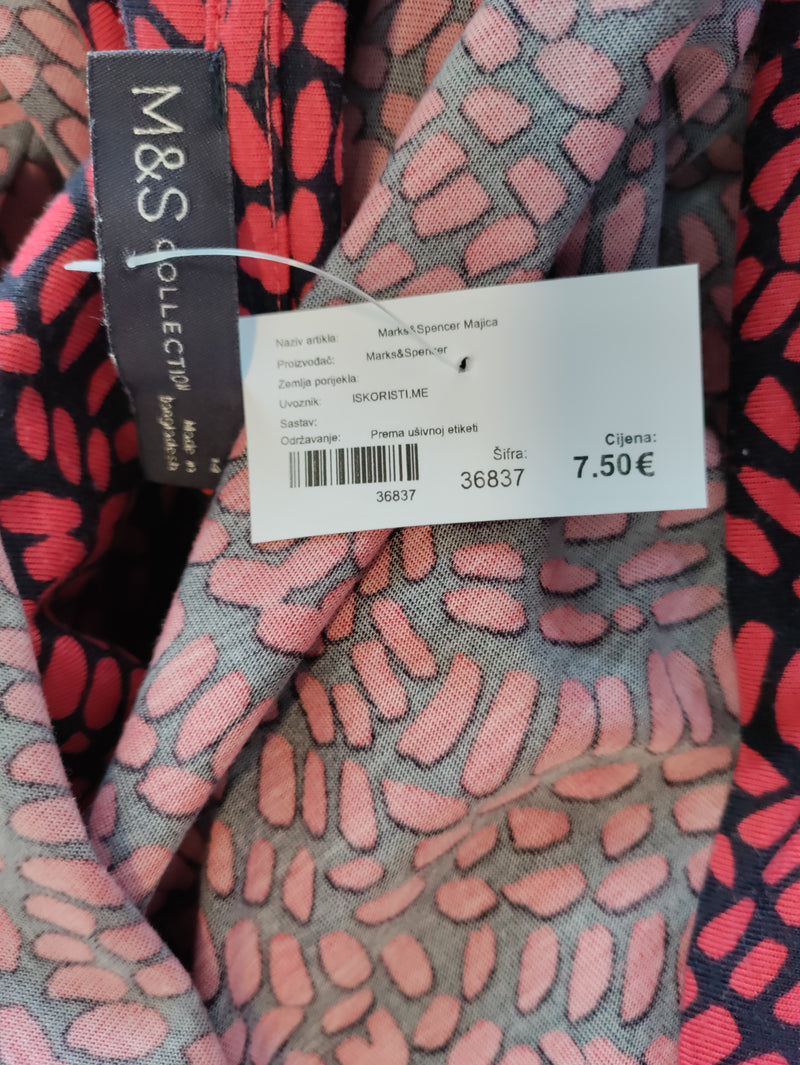 M&S
COLLECTION
Made in
Bangladesh
14
Naziv artikla: Marks&Spencer Majica
Proizvođač: Marks&Spencer
Zemlja porijekla
Uvoznik: ISKORISTI.ME
Sastav:
Održavanje: Prema ušivnoj etiketi
36837
Šifra:
36837
Cijena:
7.50€